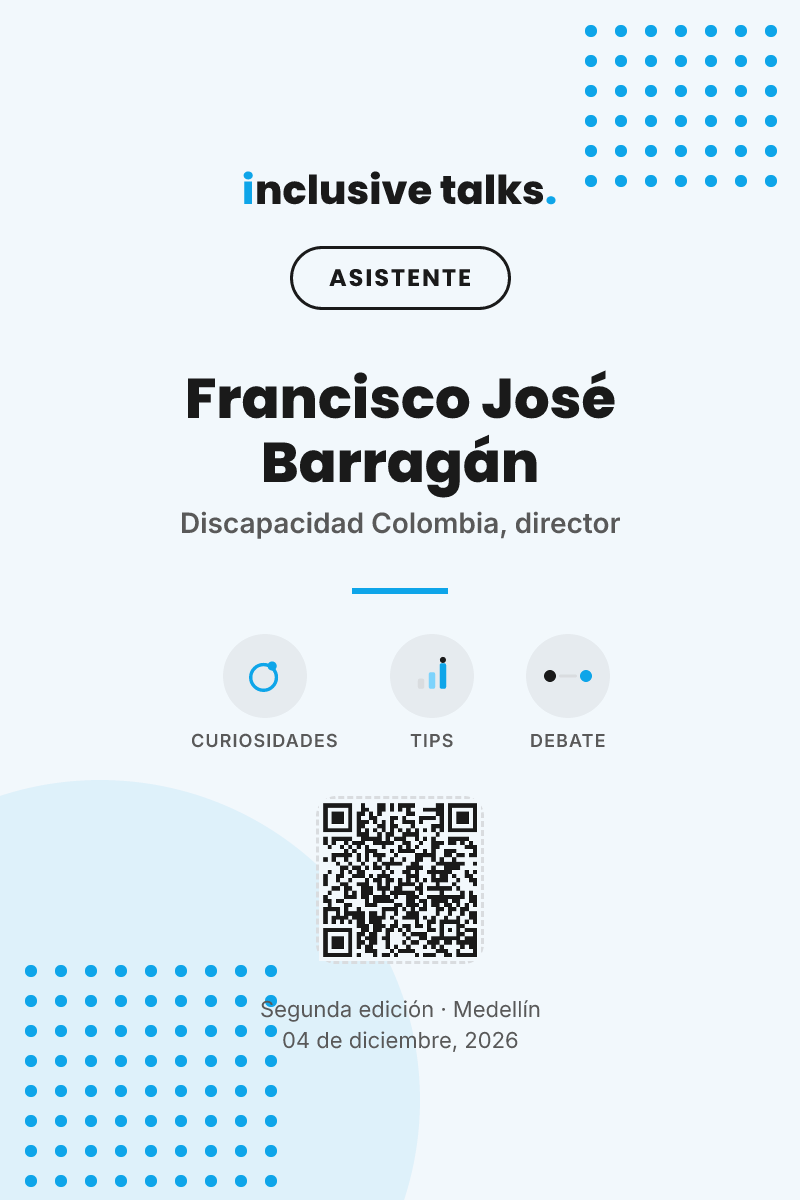 inclusive talks.
ASISTENTE
Francisco José
Barragán
Discapacidad Colombia, director
CURIOSIDADES
TIPS
DEBATE
Segunda edición · Medellín
04 de diciembre, 2026